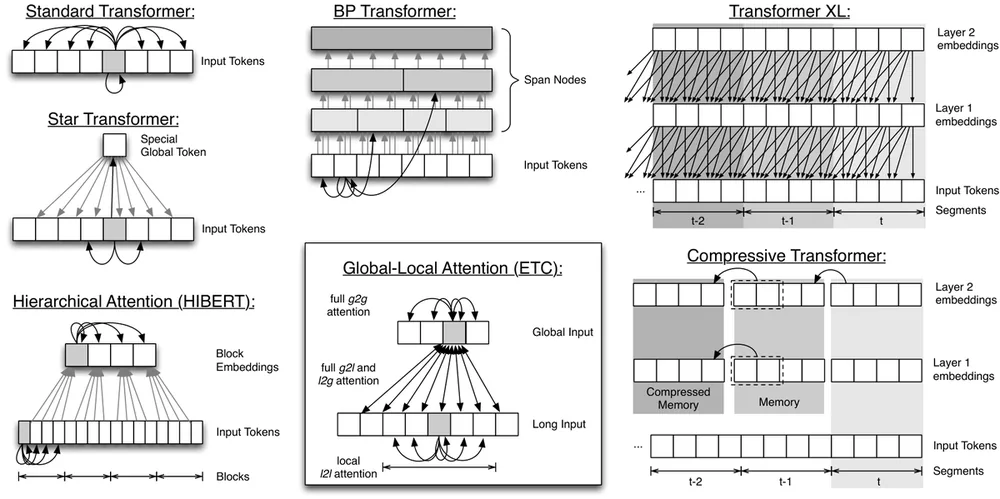 Standard Transformer:
Input Tokens
Star Transformer:
Special
Global Token
Input Tokens
Hierarchical Attention (HIBERT):
Block
Embeddings
Input Tokens
Blocks
BP Transformer:
Span Nodes
Input Tokens
Global-Local Attention (ETC):
full g2g
attention
Global Input
full g2l and
l2g attention
Long Input
local
l2l attention
Transformer XL:
Layer 2
embeddings
Layer 1
embeddings
...
Input Tokens
Segments
t-2
t-1
t
Compressive Transformer:
Layer 2
embeddings
Layer 1
embeddings
Compressed
Memory
Memory
...
Input Tokens
Segments
t-2
t-1
t